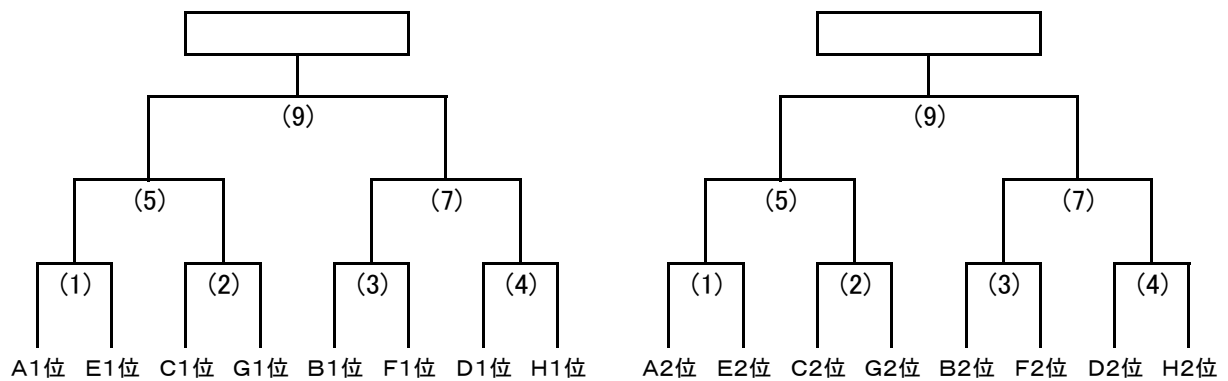 (9) (9)
(5) (7) (5) (7)
(1) (2) (3) (4) (1) (2) (3) (4)
A1位 E1位 C1位 G1位 B1位 F1位 D1位 H1位 A2位 E2位 C2位 G2位 B2位 F2位 D2位 H2位